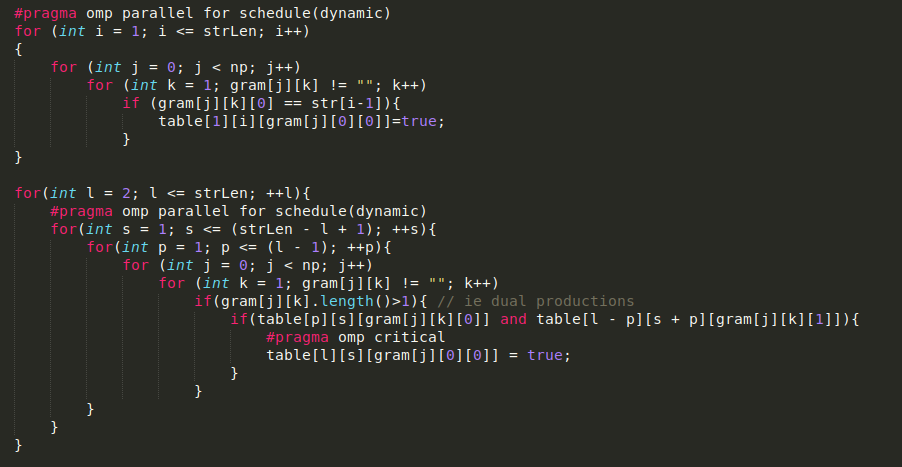 #pragma omp parallel for schedule(dynamic)
for (int i = 1; i <= strLen; i++)
{
    for (int j = 0; j < np; j++)
        for (int k = 1; gram[j][k] != ""; k++)
            if (gram[j][k][0] == str[i-1]){
                table[1][i][gram[j][0][0]]=true;
            }
}

for(int l = 2; l <= strLen; ++l){
    #pragma omp parallel for schedule(dynamic)
    for(int s = 1; s <= (strLen - l + 1); ++s){
        for(int p = 1; p <= (l - 1); ++p){
            for (int j = 0; j < np; j++)
                for (int k = 1; gram[j][k] != ""; k++)
                    if(gram[j][k].length()>1){ // ie dual productions
                        if(table[p][s][gram[j][k][0]] and table[l - p][s + p][gram[j][k][1]]){
                            #pragma omp critical
                            table[l][s][gram[j][0][0]] = true;
                        }
                    }
        }
    }
}